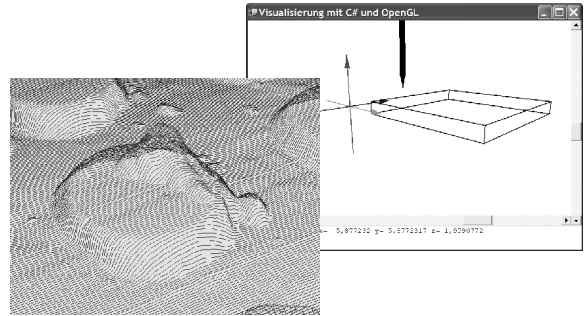 Visualisierung mit C# und OpenGL
x= 5,877232 y= 5,8772317 z= 1,9590772